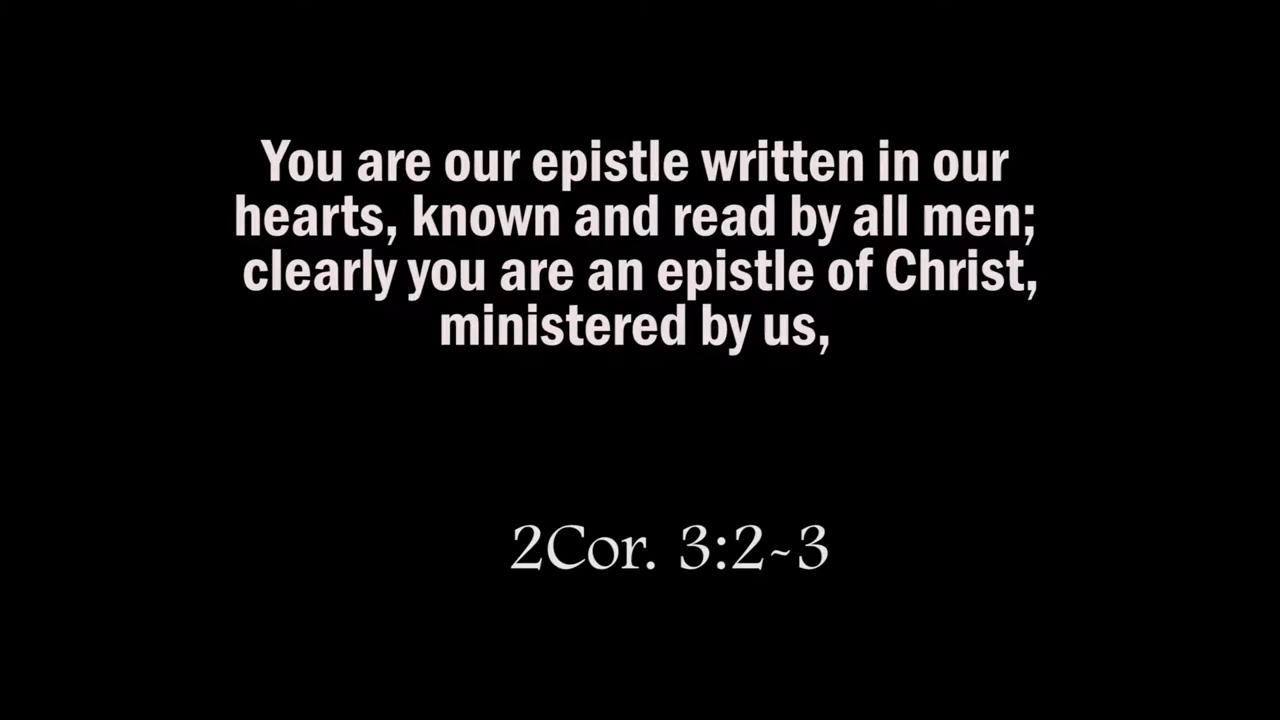 You are our epistle written in our
hearts, known and read by all men;
clearly you are an epistle of Christ,
ministered by us,
2Cor. 3:2-3